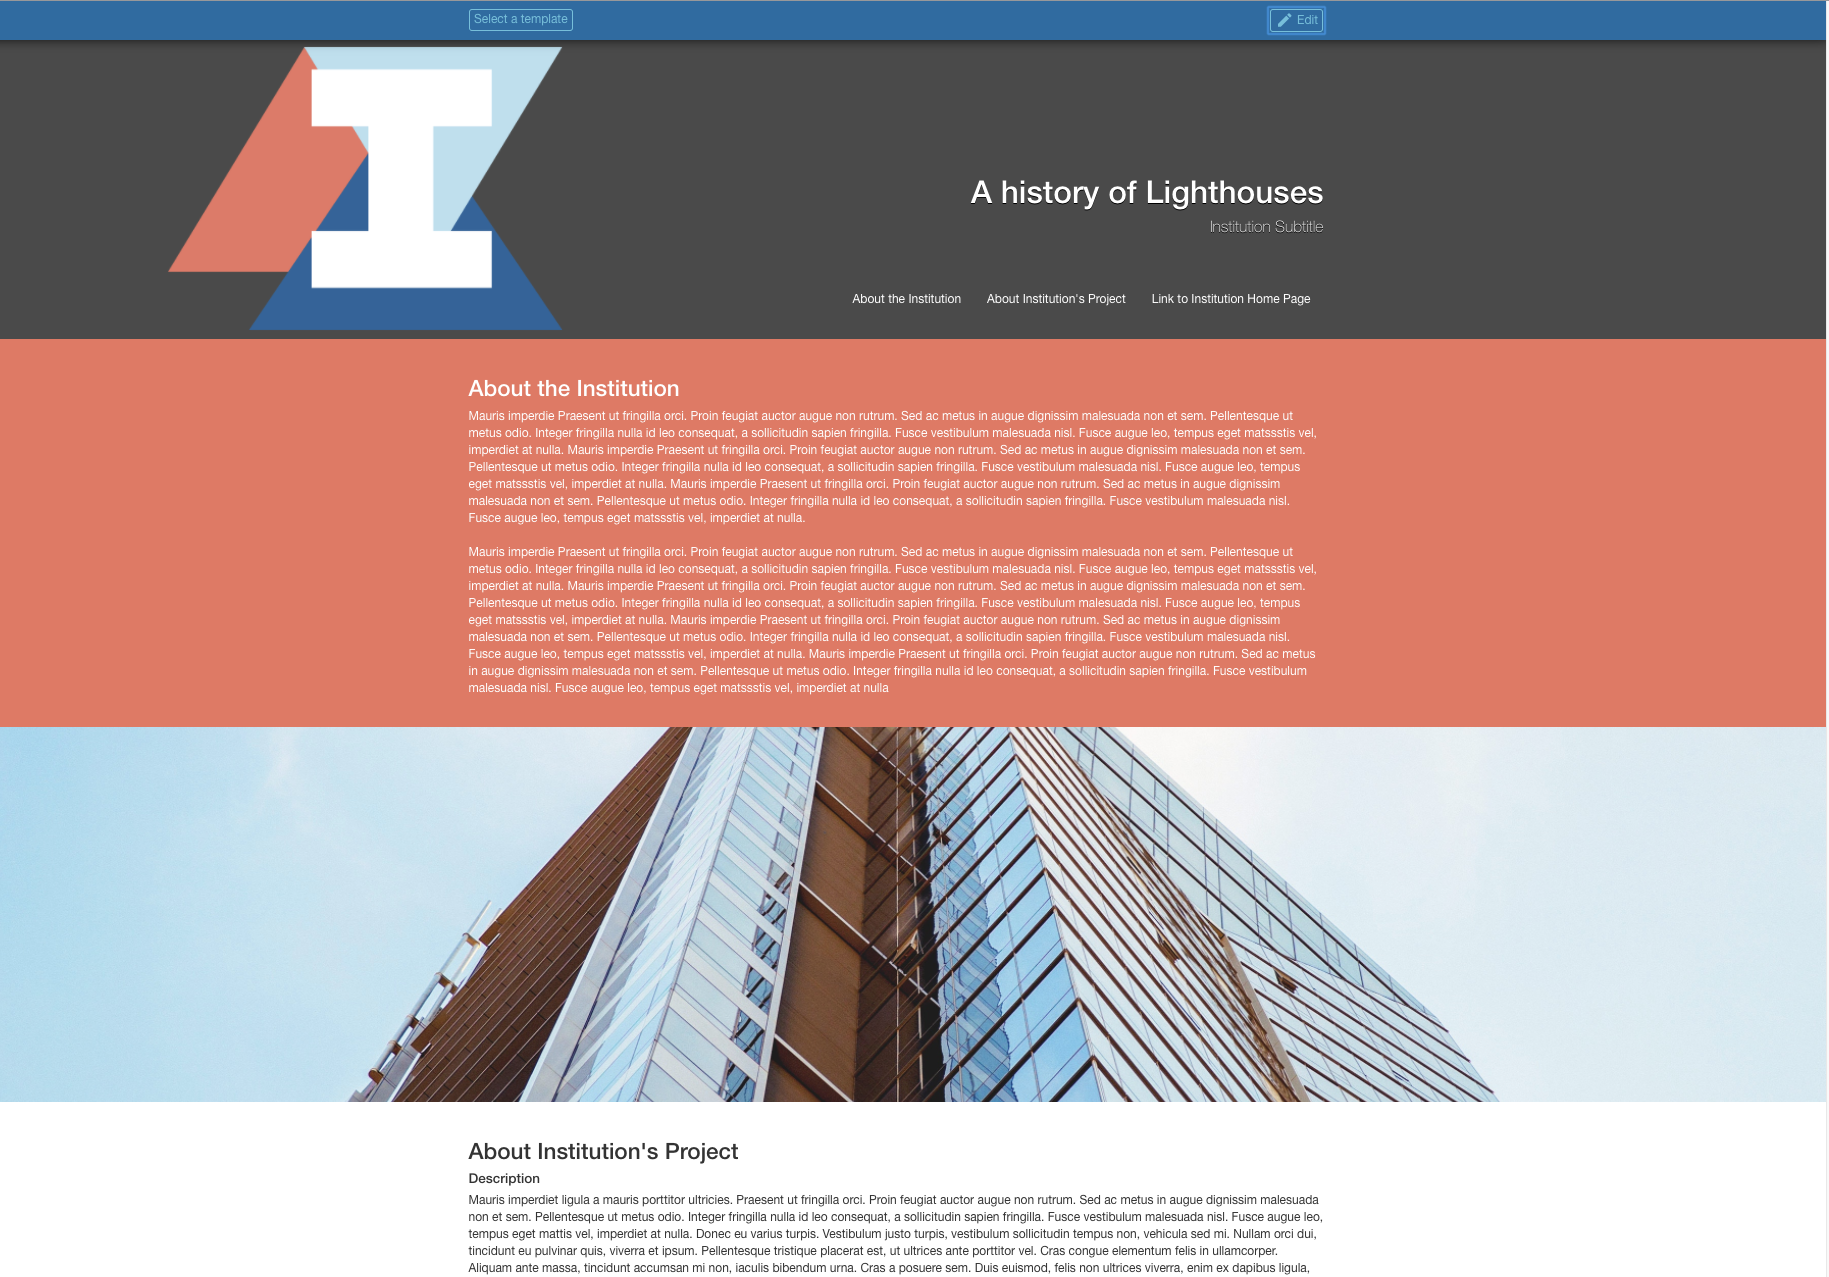 Select a template
Edit
I
A history of Lighthouses
Institution Subtitle
About the Institution
About Institution's Project
Link to Institution Home Page
About the Institution
Mauris imperdie Praesent ut fringilla orci. Proin feugiat auctor augue non rutrum. Sed ac metus in augue dignissim malesuada non et sem. Pellentesque ut
metus odio. Integer fringilla nulla id leo consequat, a sollicitudin sapien fringilla. Fusce vestibulum malesuada nisl. Fusce augue leo, tempus eget matssstis vel,
imperdiet at nulla. Mauris imperdie Praesent ut fringilla orci. Proin feugiat auctor augue non rutrum. Sed ac metus in augue dignissim malesuada non et sem.
Pellentesque ut metus odio. Integer fringilla nulla id leo consequat, a sollicitudin sapien fringilla. Fusce vestibulum malesuada nisl. Fusce augue leo, tempus
eget matssstis vel, imperdiet at nulla. Mauris imperdie Praesent ut fringilla orci. Proin feugiat auctor augue non rutrum. Sed ac metus in augue dignissim
malesuada non et sem. Pellentesque ut metus odio. Integer fringilla nulla id leo consequat, a sollicitudin sapien fringilla. Fusce vestibulum malesuada nisl.
Fusce augue leo, tempus eget matssstis vel, imperdiet at nulla.
Mauris imperdie Praesent ut fringilla orci. Proin feugiat auctor augue non rutrum. Sed ac metus in augue dignissim malesuada non et sem. Pellentesque ut
metus odio. Integer fringilla nulla id leo consequat, a sollicitudin sapien fringilla. Fusce vestibulum malesuada nisl. Fusce augue leo, tempus eget matssstis vel,
imperdiet at nulla. Mauris imperdie Praesent ut fringilla orci. Proin feugiat auctor augue non rutrum. Sed ac metus in augue dignissim malesuada non et sem.
Pellentesque ut metus odio. Integer fringilla nulla id leo consequat, a sollicitudin sapien fringilla. Fusce vestibulum malesuada nisl. Fusce augue leo, tempus
eget matssstis vel, imperdiet at nulla. Mauris imperdie Praesent ut fringilla orci. Proin feugiat auctor augue non rutrum. Sed ac metus in augue dignissim
malesuada non et sem. Pellentesque ut metus odio. Integer fringilla nulla id leo consequat, a sollicitudin sapien fringilla. Fusce vestibulum malesuada nisl.
Fusce augue leo, tempus eget matssstis vel, imperdiet at nulla. Mauris imperdie Praesent ut fringilla orci. Proin feugiat auctor augue non rutrum. Sed ac metus
in augue dignissim malesuada non et sem. Pellentesque ut metus odio. Integer fringilla nulla id leo consequat, a sollicitudin sapien fringilla. Fusce vestibulum
malesuada nisl. Fusce augue leo, tempus eget matssstis vel, imperdiet at nulla
About Institution's Project
Description
Mauris imperdiet ligula a mauris porttitor ultricies. Praesent ut fringilla orci. Proin feugiat auctor augue non rutrum. Sed ac metus in augue dignissim malesuada
non et sem. Pellentesque ut metus odio. Integer fringilla nulla id leo consequat, a sollicitudin sapien fringilla. Fusce vestibulum malesuada nisl. Fusce augue leo,
tempus eget mattis vel, imperdiet at nulla. Donec eu varius turpis. Vestibulum justo turpis, vestibulum sollicitudin tempus non, vehicula sed mi. Nullam orci dui,
tincidunt eu pulvinar quis, viverra et ipsum. Pellentesque tristique placerat est, ut ultrices ante porttitor vel. Cras congue elementum felis in ullamcorper.
Aliquam ante massa, tincidunt accumsan mi non, iaculis bibendum urna. Cras a posuere sem. Duis euismod, felis non ultrices viverra, enim ex dapibus ligula,